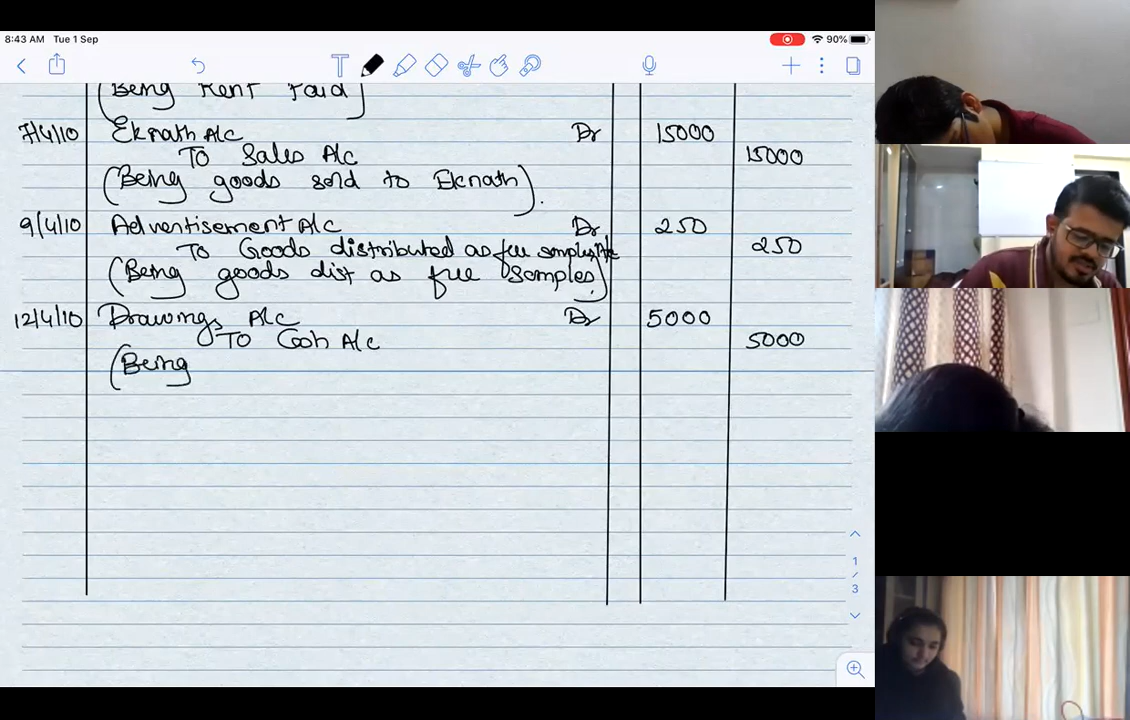 8:43 AM Tue 1 Sep 90%
T
(Being Rent Paid)
7/4/10 Eknath A/c Dr 15000
To Sales A/c 15000
(Being goods sold to Eknath).
9/4/10 Advertisement A/c Dr 250
To Goods distributed as free samples A/c 250
(Being goods dist as free samples).
12/4/10 Drawings A/c Dr 5000
To Cash A/c 5000
(Being
1
/
3